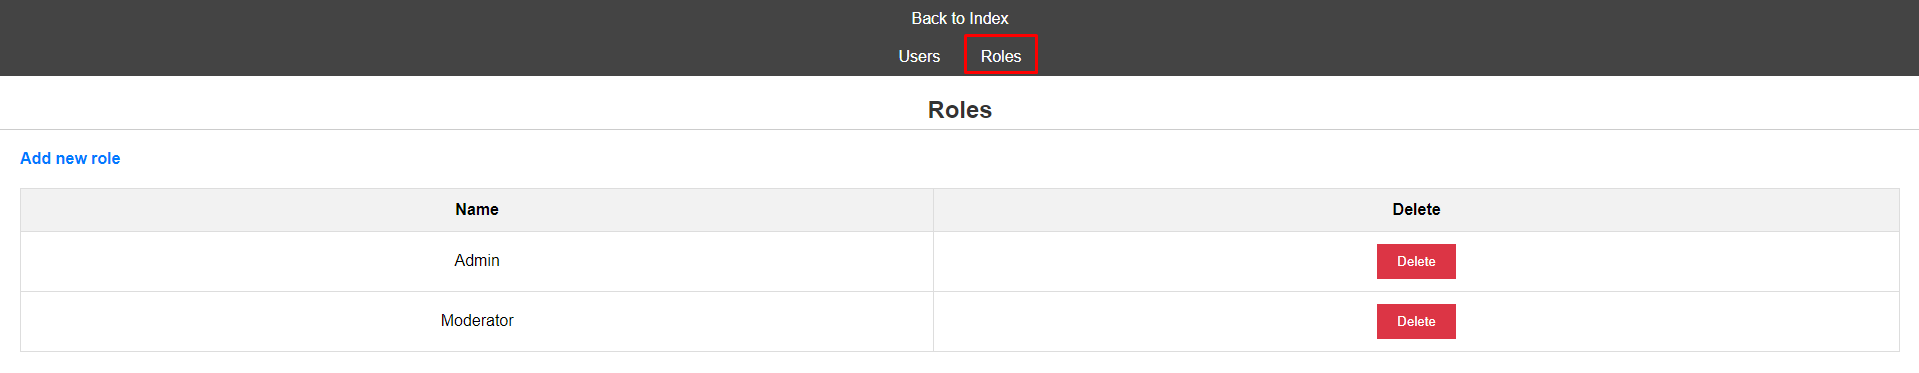 Back to Index
Users Roles
Roles
Add new role
Name Delete
Admin Delete
Moderator Delete